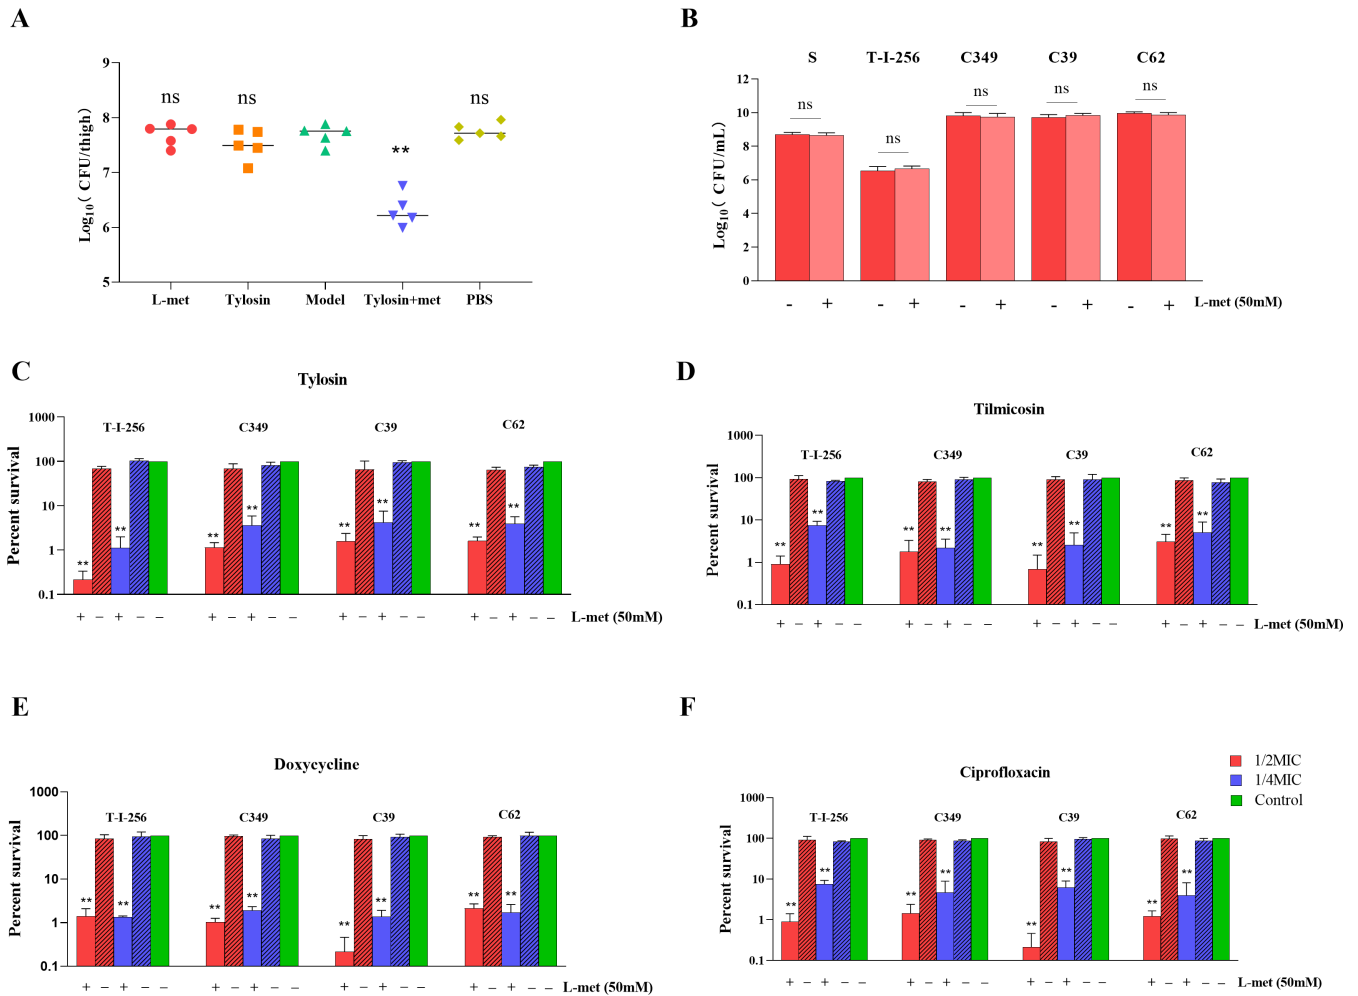 A
9
8
7
6
5
Log10( CFU/thigh)
ns
ns
**
ns
L-met Tylosin Model Tylosin+met PBS
B
S T-I-256 C349 C39 C62
12
10
8
6
4
2
0
Log10( CFU/mL)
ns
ns
ns
ns
ns
- + - + - + - + - + L-met (50mM)
C
Tylosin
1000
100
10
1
0.1
Percent survival
T-I-256 C349 C39 C62
** ** ** ** ** ** ** **
+ – + – – + – + – – + – + – – + – + – – L-met (50mM)
D
Tilmicosin
1000
100
10
1
0.1
Percent survival
T-I-256 C349 C39 C62
** ** ** ** ** ** ** **
+ – + – – + – + – – + – + – – + – + – – L-met (50mM)
E
Doxycycline
1000
100
10
1
0.1
Percent survival
T-I-256 C349 C39 C62
** ** ** ** ** ** ** **
+ – + – – + – + – – + – + – – + – + – – L-met (50mM)
F
Ciprofloxacin
1/2MIC
1/4MIC
Control
1000
100
10
1
0.1
Percent survival
T-I-256 C349 C39 C62
** ** ** ** ** ** ** **
+ – + – – + – + – – + – + – – + – + – – L-met (50mM)